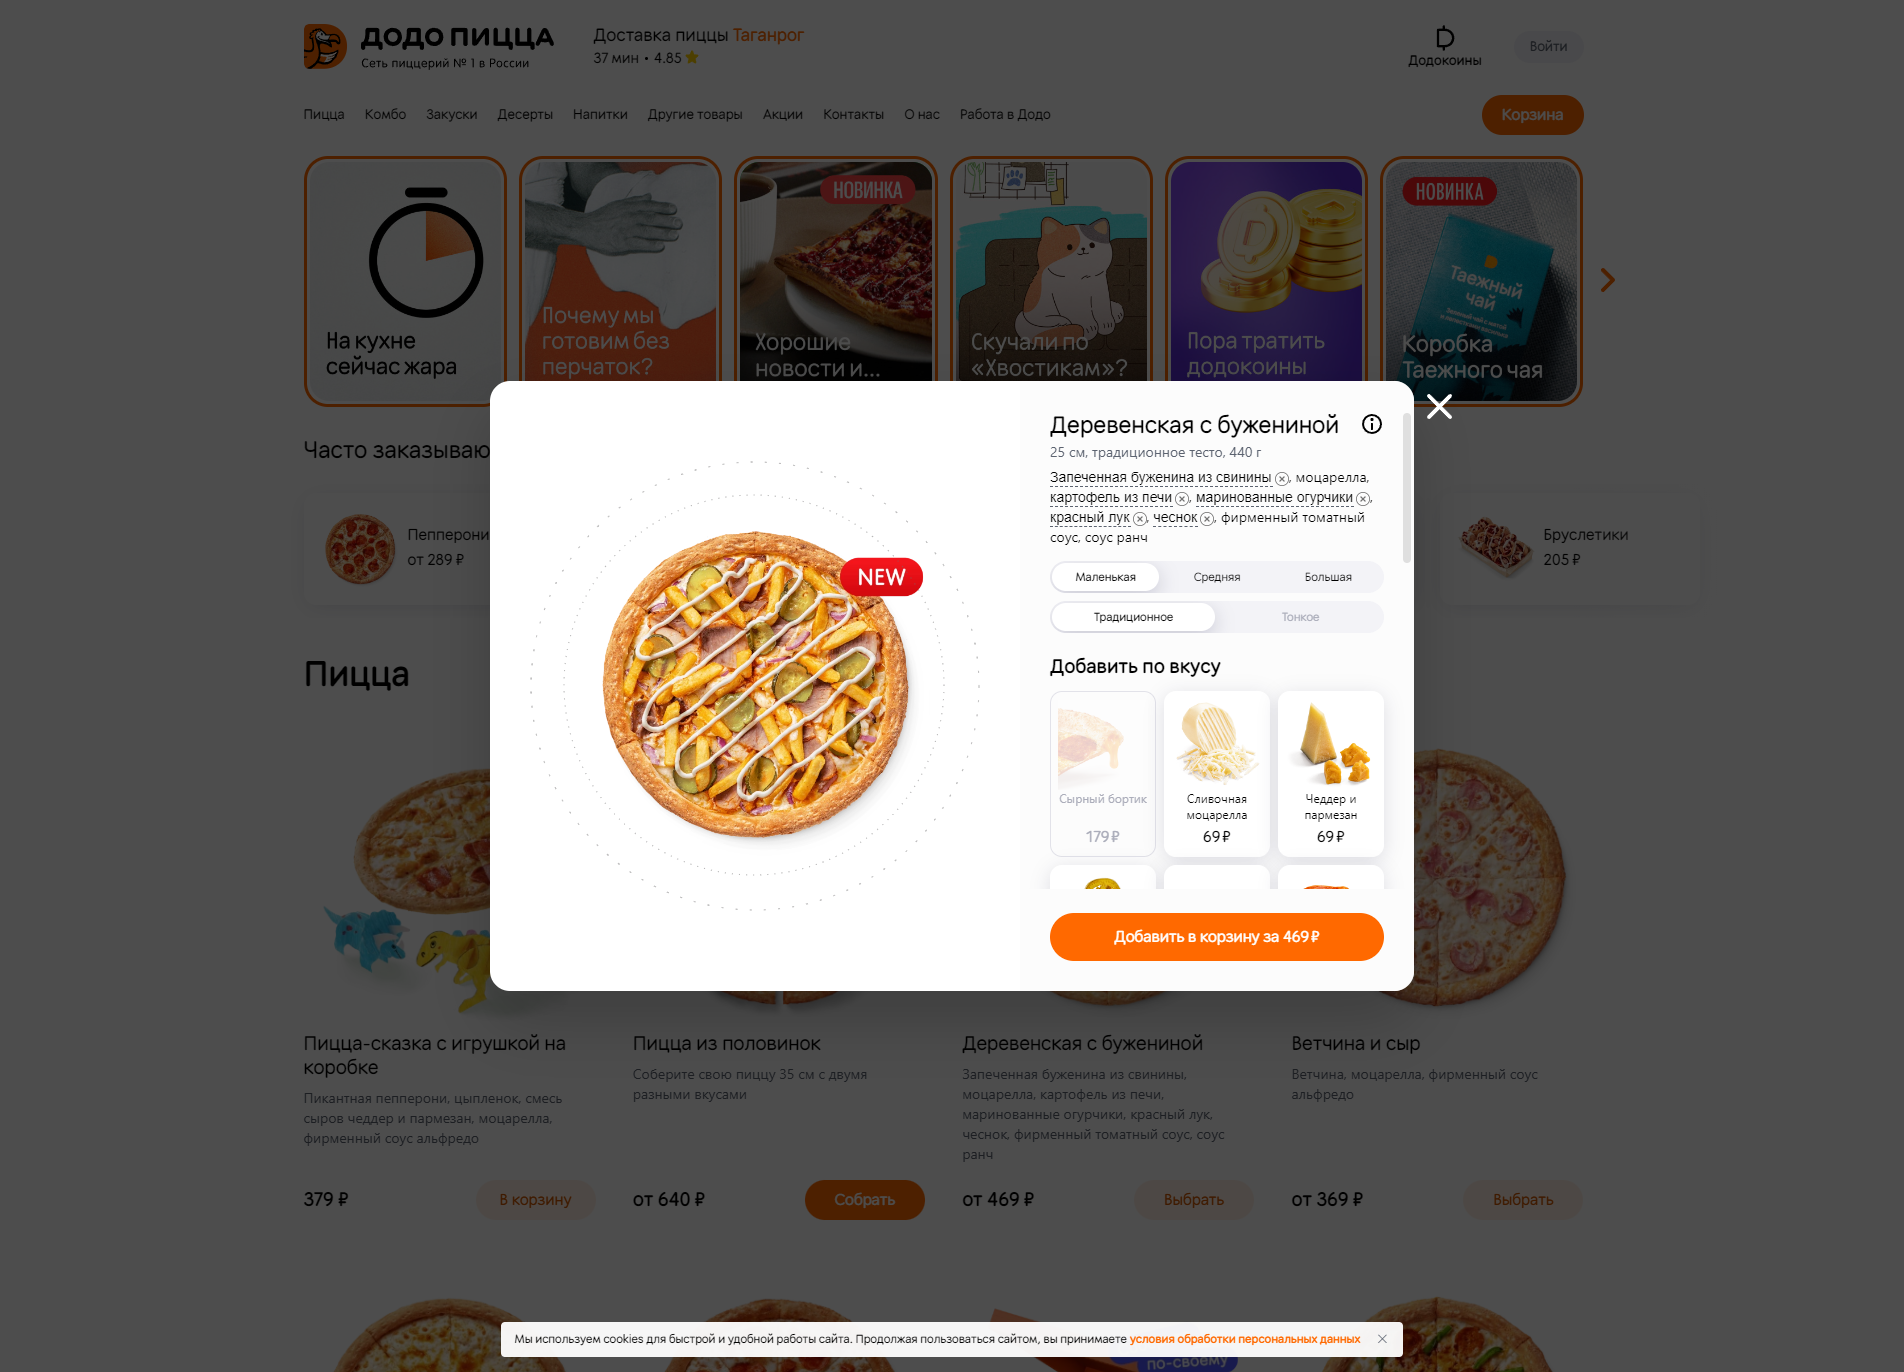 ДОДО ПИЦЦА
Сеть пиццерий № 1 в России
Доставка пиццы Таганрог
37 мин • 4.85
Додокоины
Войти
Пицца Комбо Закуски Десерты Напитки Другие товары Акции Контакты О нас Работа в Додо
Корзина
На кухне
сейчас жара
Почему мы
готовим без
перчаток?
НОВИНКА
Хорошие
новости и...
Скучали по
«Хвостикам»?
Пора тратить
додокоины
НОВИНКА
Таежный
чай
Коробка
Таежного чая
Часто заказываю
Пепперони
от 289 ₽
Бруслетики
205 ₽
Пицца
NEW
Деревенская с бужениной
25 см, традиционное тесто, 440 г
Запеченная буженина из свинины, моцарелла,
картофель из печи, маринованные огурчики,
красный лук, чеснок, фирменный томатный
соус, соус ранч
Маленькая Средняя Большая
Традиционное Тонкое
Добавить по вкусу
Сырный бортик
179 ₽
Сливочная
моцарелла
69 ₽
Чеддер и
пармезан
69 ₽
Добавить в корзину за 469 ₽
Пицца-сказка с игрушкой на
коробке
Пикантная пепперони, цыпленок, смесь
сыров чеддер и пармезан, моцарелла,
фирменный соус альфредо
379 ₽
В корзину
Пицца из половинок
Соберите свою пиццу 35 см с двумя
разными вкусами
от 640 ₽
Собрать
Деревенская с бужениной
Запеченная буженина из свинины,
моцарелла, картофель из печи,
маринованные огурчики, красный лук,
чеснок, фирменный томатный соус, соус
ранч
от 469 ₽
Выбрать
Ветчина и сыр
Ветчина, моцарелла, фирменный соус
альфредо
от 369 ₽
Выбрать
Мы используем cookies для быстрой и удобной работы сайта. Продолжая пользоваться сайтом, вы принимаете условия обработки персональных данных
по-своему